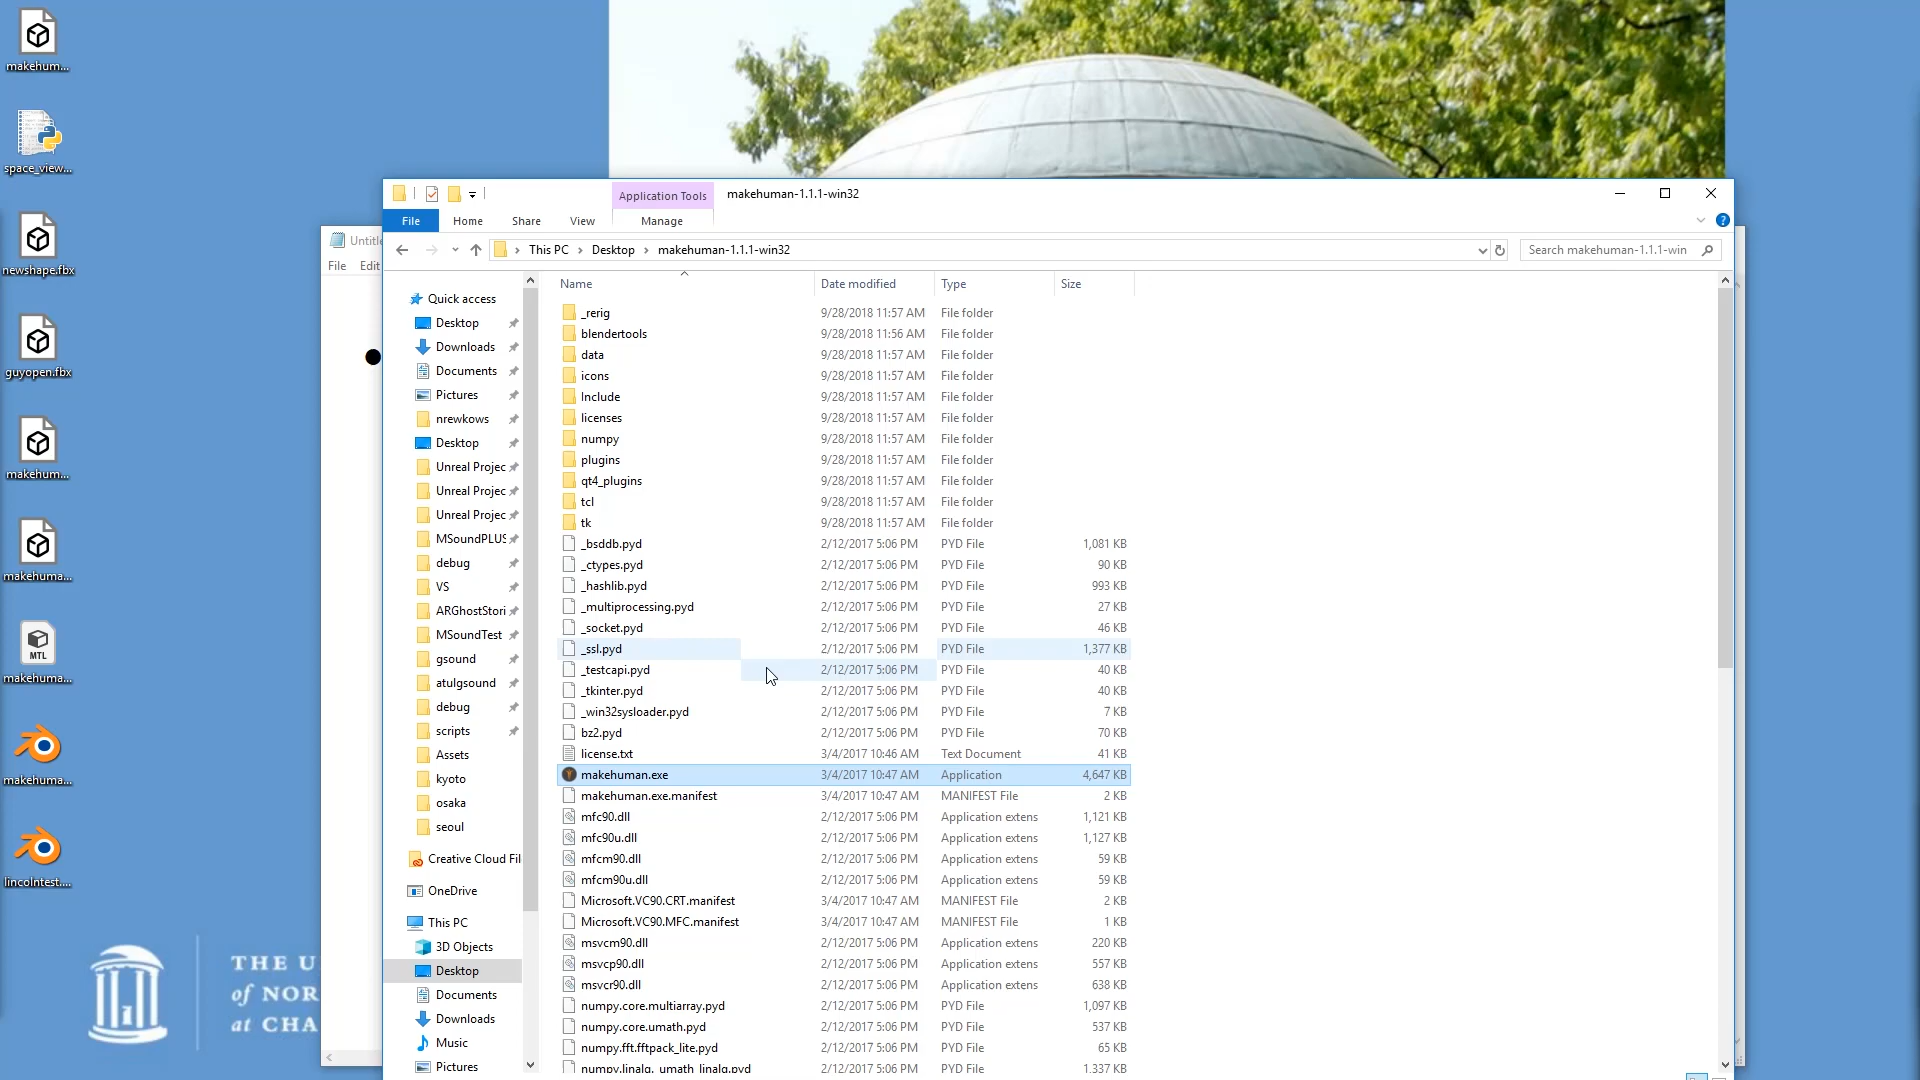 makehum...
space_view...
newshape.fbx
guyopen.fbx
makehum...
makehuma...
MTL
makehuma...
makehuma...
lincolntest....
THE U
of NOR
at CHA
Untitle
File Edit
Application Tools makehuman-1.1.1-win32
File Home Share View Manage
This PC Desktop makehuman-1.1.1-win32 Search makehuman-1.1.1-win
Quick access
Desktop
Downloads
Documents
Pictures
nrewkows
Desktop
Unreal Projec
Unreal Projec
Unreal Projec
MSoundPLUS
debug
VS
ARGhostStori
MSoundTest
gsound
atulgsound
debug
scripts
Assets
kyoto
osaka
seoul
Creative Cloud Fil
OneDrive
This PC
3D Objects
Desktop
Documents
Downloads
Music
Pictures
Name Date modified Type Size
_rerig 9/28/2018 11:57 AM File folder
blendertools 9/28/2018 11:56 AM File folder
data 9/28/2018 11:57 AM File folder
icons 9/28/2018 11:57 AM File folder
Include 9/28/2018 11:57 AM File folder
licenses 9/28/2018 11:57 AM File folder
numpy 9/28/2018 11:57 AM File folder
plugins 9/28/2018 11:57 AM File folder
qt4_plugins 9/28/2018 11:57 AM File folder
tcl 9/28/2018 11:57 AM File folder
tk 9/28/2018 11:57 AM File folder
_bsddb.pyd 2/12/2017 5:06 PM PYD File 1,081 KB
_ctypes.pyd 2/12/2017 5:06 PM PYD File 90 KB
_hashlib.pyd 2/12/2017 5:06 PM PYD File 993 KB
_multiprocessing.pyd 2/12/2017 5:06 PM PYD File 27 KB
_socket.pyd 2/12/2017 5:06 PM PYD File 46 KB
_ssl.pyd 2/12/2017 5:06 PM PYD File 1,377 KB
_testcapi.pyd 2/12/2017 5:06 PM PYD File 40 KB
_tkinter.pyd 2/12/2017 5:06 PM PYD File 40 KB
_win32sysloader.pyd 2/12/2017 5:06 PM PYD File 7 KB
bz2.pyd 2/12/2017 5:06 PM PYD File 70 KB
license.txt 3/4/2017 10:46 AM Text Document 41 KB
makehuman.exe 3/4/2017 10:47 AM Application 4,647 KB
makehuman.exe.manifest 3/4/2017 10:47 AM MANIFEST File 2 KB
mfc90.dll 2/12/2017 5:06 PM Application extens 1,121 KB
mfc90u.dll 2/12/2017 5:06 PM Application extens 1,127 KB
mfcm90.dll 2/12/2017 5:06 PM Application extens 59 KB
mfcm90u.dll 2/12/2017 5:06 PM Application extens 59 KB
Microsoft.VC90.CRT.manifest 3/4/2017 10:47 AM MANIFEST File 2 KB
Microsoft.VC90.MFC.manifest 3/4/2017 10:47 AM MANIFEST File 1 KB
msvcm90.dll 2/12/2017 5:06 PM Application extens 220 KB
msvcp90.dll 2/12/2017 5:06 PM Application extens 557 KB
msvcr90.dll 2/12/2017 5:06 PM Application extens 638 KB
numpy.core.multiarray.pyd 2/12/2017 5:06 PM PYD File 1,097 KB
numpy.core.umath.pyd 2/12/2017 5:06 PM PYD File 537 KB
numpy.fft.fftpack_lite.pyd 2/12/2017 5:06 PM PYD File 65 KB
numpy.linalg._umath_linalg.pyd 2/12/2017 5:06 PM PYD File 1,337 KB